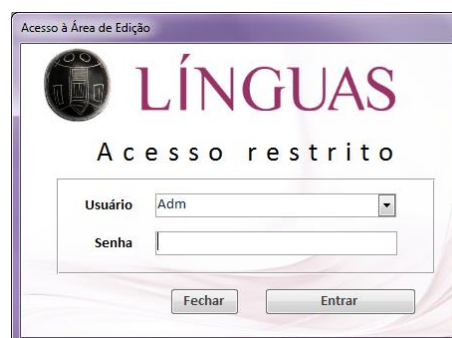 Acesso à Área de Edição
LÍNGUAS
Acesso restrito
Usuário Adm
Senha
Fechar Entrar